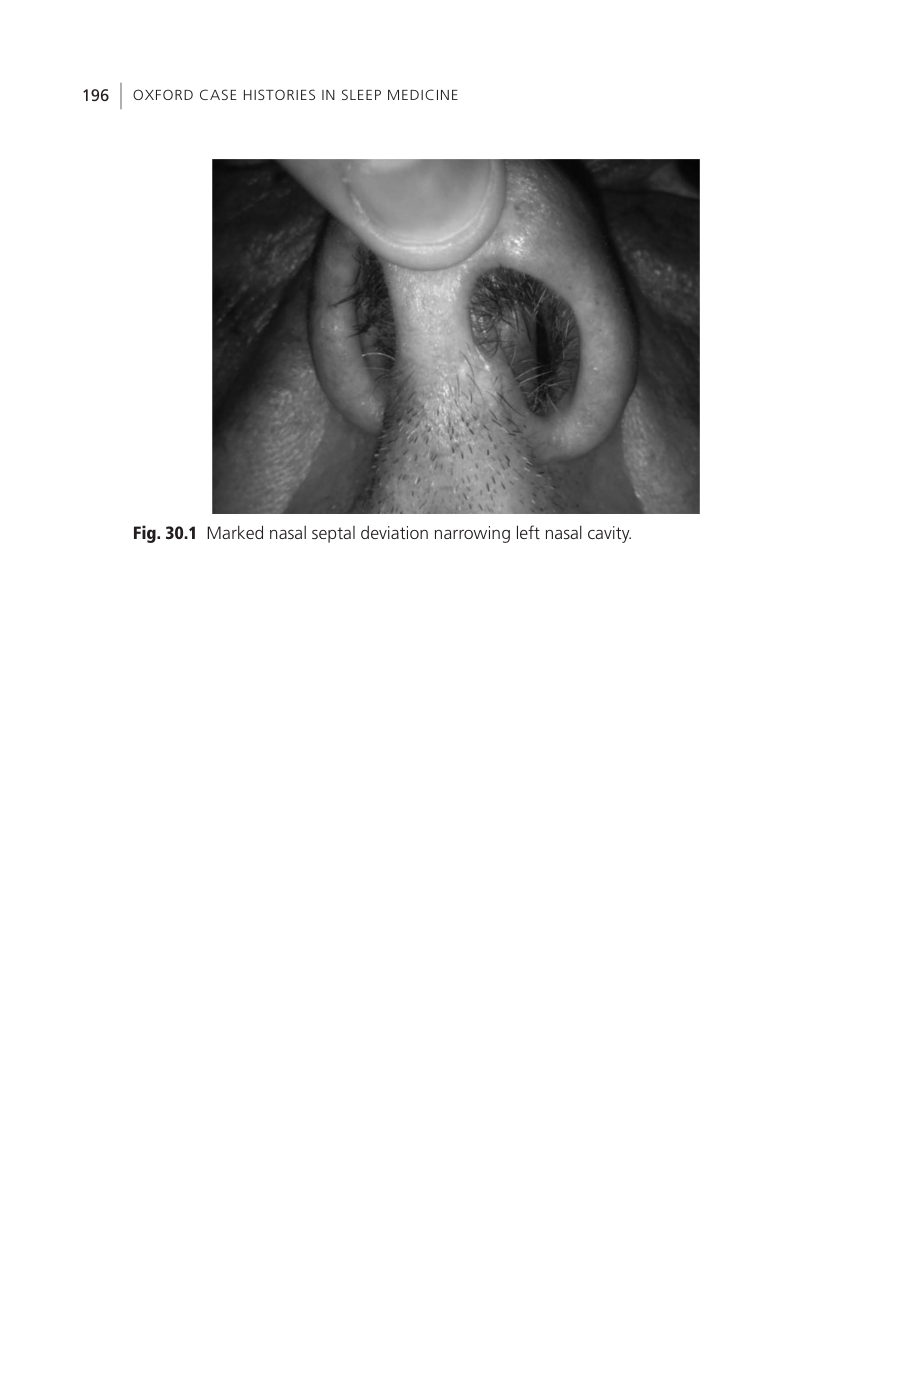 196 OXFORD CASE HISTORIES IN SLEEP MEDICINE
Fig. 30.1 Marked nasal septal deviation narrowing left nasal cavity.